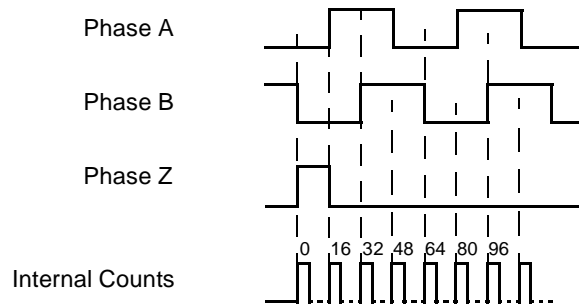 Phase A
Phase B
Phase Z
0 16 32 48 64 80 96
Internal Counts